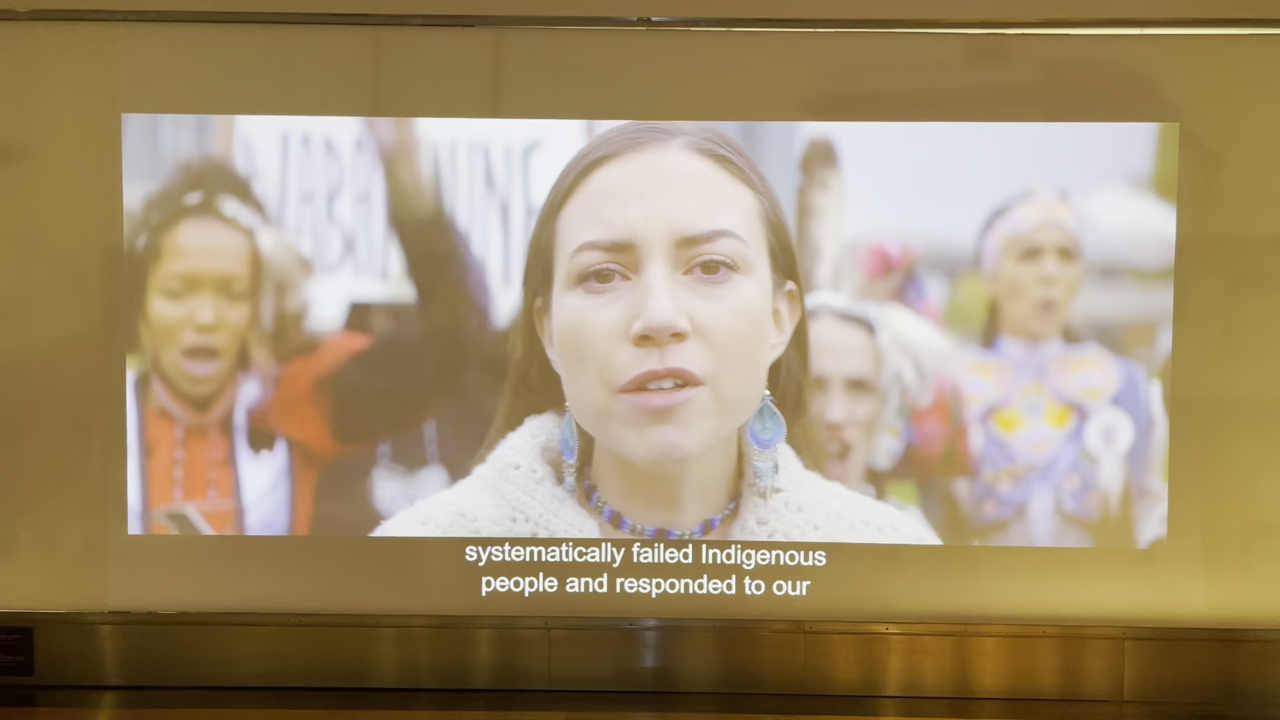 systematically failed Indigenous
people and responded to our